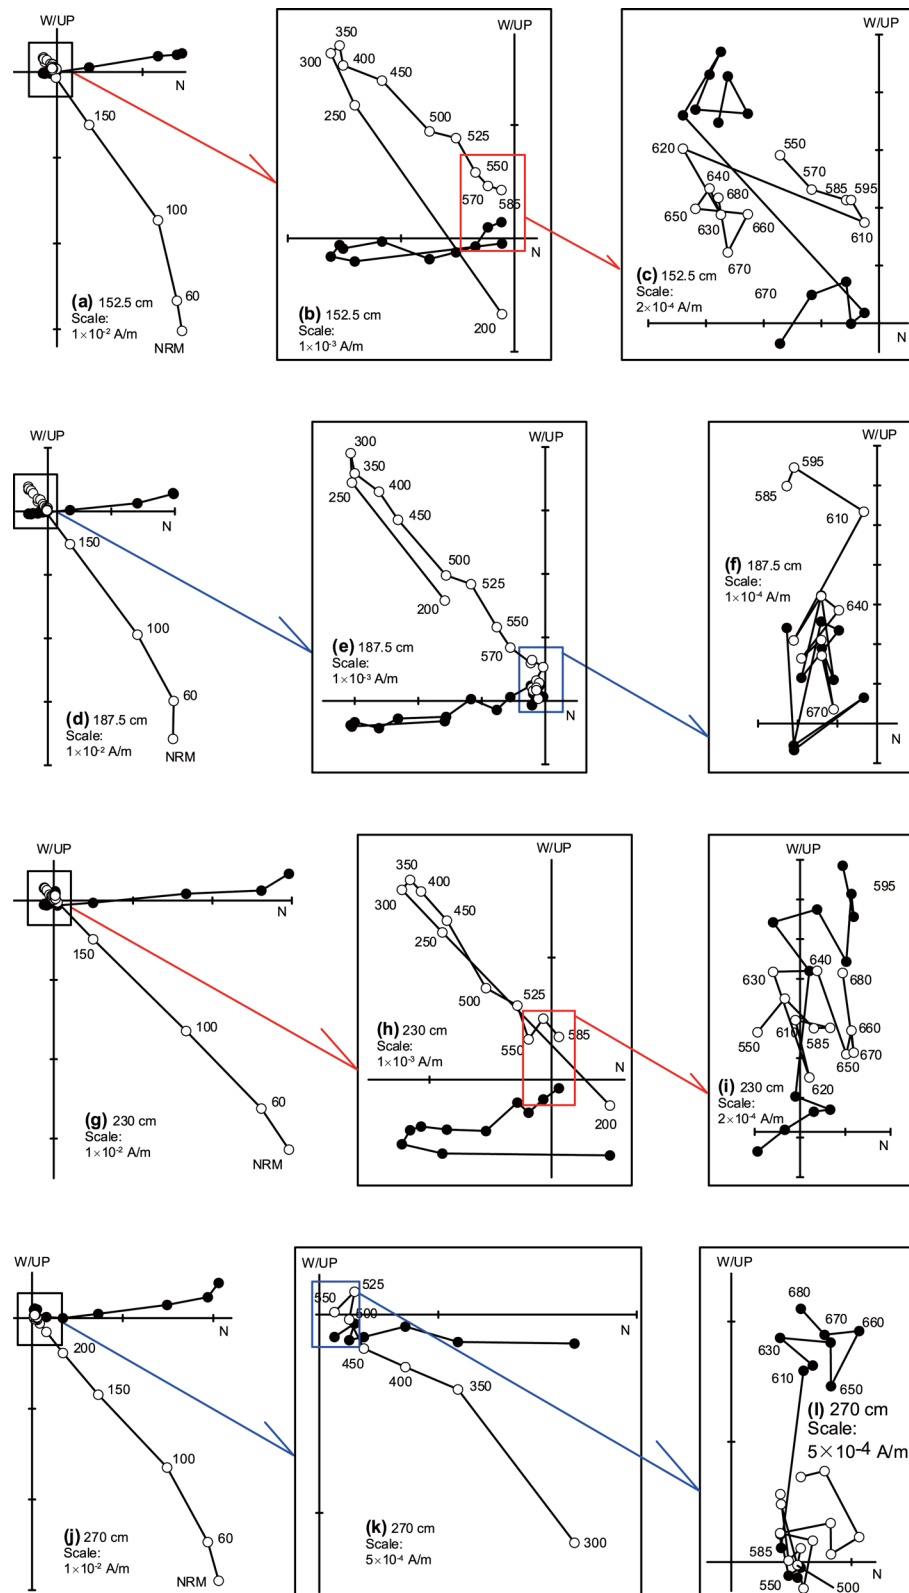 W/UP
N
150
100
60
NRM
(a) 152.5 cm
Scale:
1×10-2 A/m
W/UP
350
300
400
450
250
500
525
550
570
585
N
200
(b) 152.5 cm
Scale:
1×10-3 A/m
W/UP
620
550
570
640
680
585
595
650
630
660
610
670
670
(c) 152.5 cm
Scale:
2×10-4 A/m
N
W/UP
N
150
100
60
NRM
(d) 187.5 cm
Scale:
1×10-2 A/m
W/UP
300
350
250
400
450
500
200
525
550
570
(e) 187.5 cm
Scale:
1×10-3 A/m
N
W/UP
595
585
610
(f) 187.5 cm
Scale:
1×10-4 A/m
640
670
N
W/UP
N
150
100
60
NRM
(g) 230 cm
Scale:
1×10-2 A/m
W/UP
350
300
400
450
250
500
525
550
585
(h) 230 cm
Scale:
1×10-3 A/m
N
200
W/UP
595
630
640
680
550
610
585
660
650
670
620
(i) 230 cm
Scale:
2×10-4 A/m
N
W/UP
N
200
150
100
60
NRM
(j) 270 cm
Scale:
1×10-2 A/m
W/UP
550
525
500
N
450
400
350
300
(k) 270 cm
Scale:
5×10-4 A/m
W/UP
680
670
660
630
610
650
(l) 270 cm
Scale:
5×10-4 A/m
585
N
550
500